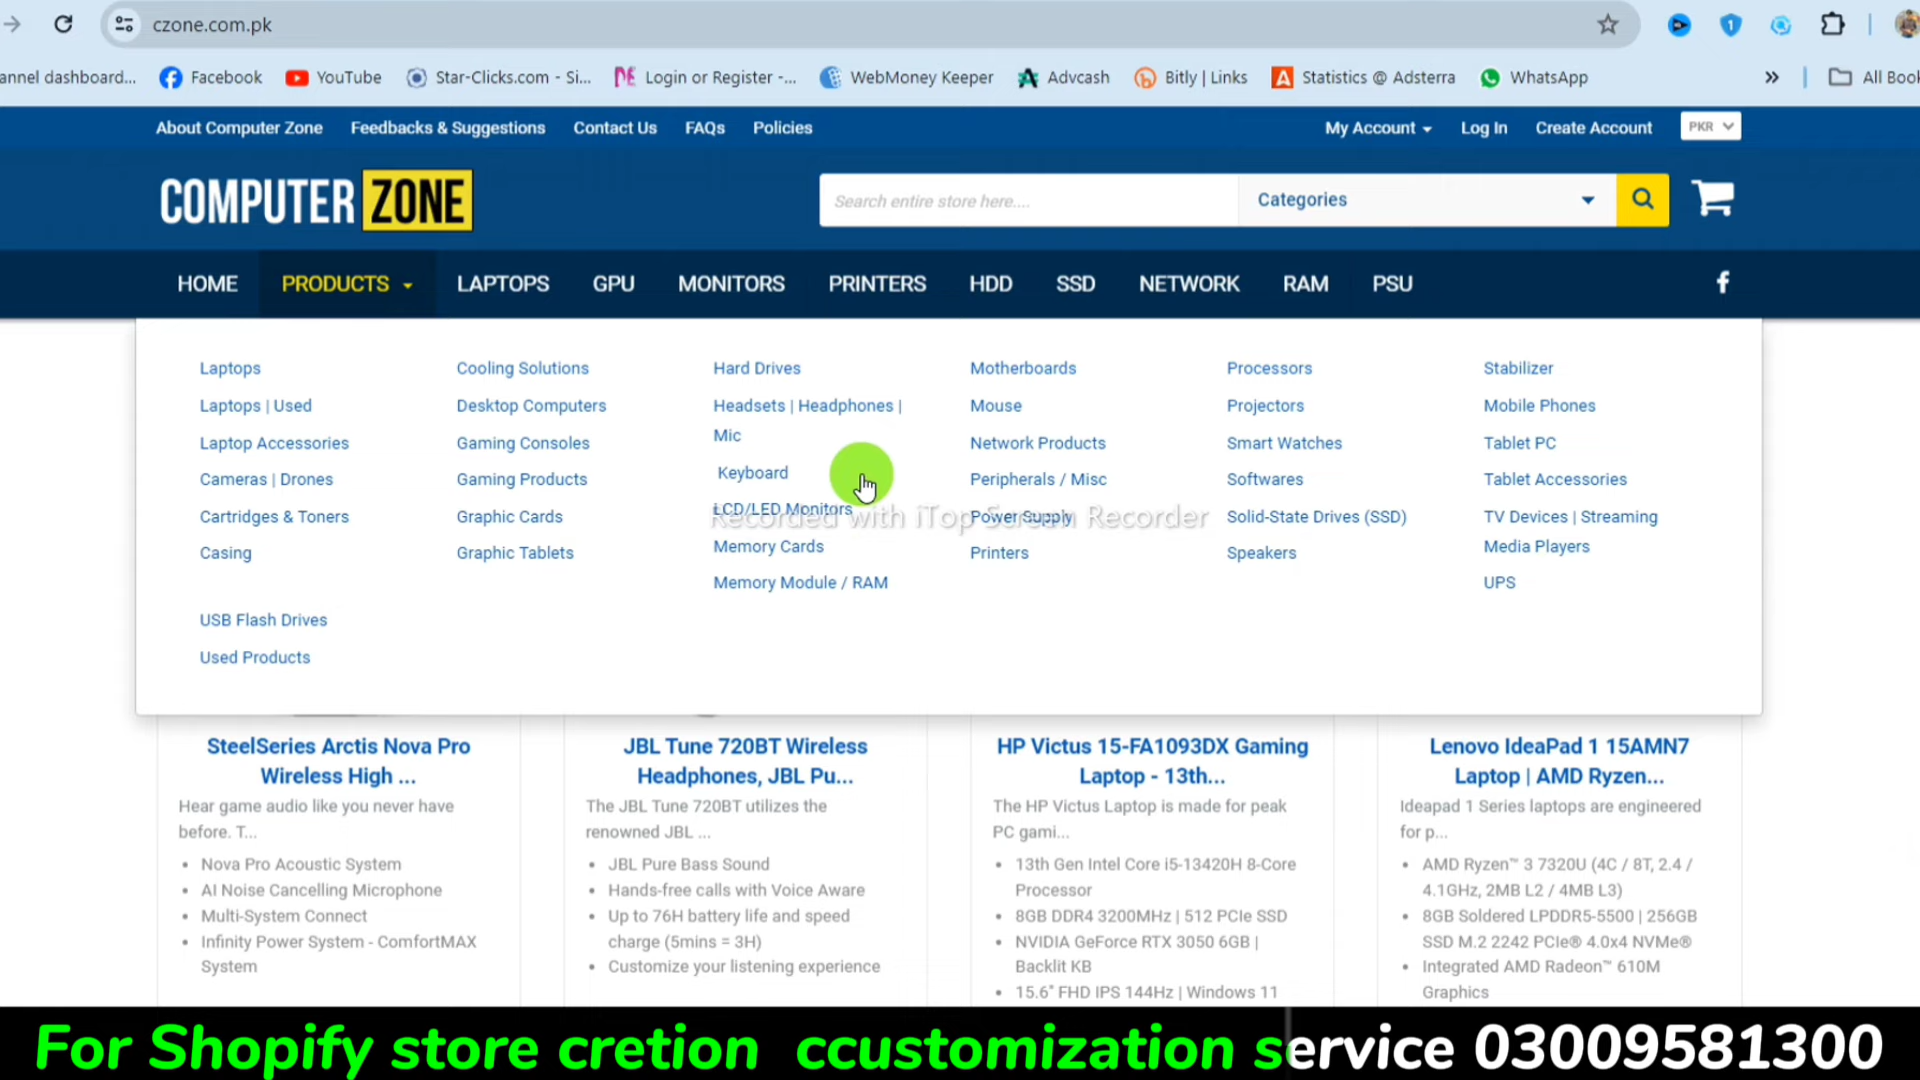 czone.com.pk
annel dashboard... Facebook YouTube Star-Clicks.com - Si... Login or Register -... WebMoney Keeper Advcash Bitly | Links Statistics @ Adsterra WhatsApp » All Book
About Computer Zone Feedbacks & Suggestions Contact Us FAQs Policies My Account Log In Create Account PKR
COMPUTER ZONE Search entire store here.... Categories
HOME PRODUCTS LAPTOPS GPU MONITORS PRINTERS HDD SSD NETWORK RAM PSU
Laptops
Laptops | Used
Laptop Accessories
Cameras | Drones
Cartridges & Toners
Casing
Cooling Solutions
Desktop Computers
Gaming Consoles
Gaming Products
Graphic Cards
Graphic Tablets
Hard Drives
Headsets | Headphones |
Mic
Keyboard
LCD/LED Monitors
Memory Cards
Memory Module / RAM
Motherboards
Mouse
Network Products
Peripherals / Misc
Power Supply
Printers
Processors
Projectors
Smart Watches
Softwares
Solid-State Drives (SSD)
Speakers
Stabilizer
Mobile Phones
Tablet PC
Tablet Accessories
TV Devices | Streaming
Media Players
UPS
USB Flash Drives
Used Products
Recorded with iTop Screen Recorder
SteelSeries Arctis Nova Pro
Wireless High ...
Hear game audio like you never have
before. T...
• Nova Pro Acoustic System
• AI Noise Cancelling Microphone
• Multi-System Connect
• Infinity Power System - ComfortMAX
System
JBL Tune 720BT Wireless
Headphones, JBL Pu...
The JBL Tune 720BT utilizes the
renowned JBL ...
• JBL Pure Bass Sound
• Hands-free calls with Voice Aware
• Up to 76H battery life and speed
charge (5mins = 3H)
• Customize your listening experience
HP Victus 15-FA1093DX Gaming
Laptop - 13th...
The HP Victus Laptop is made for peak
PC gami...
• 13th Gen Intel Core i5-13420H 8-Core
Processor
• 8GB DDR4 3200MHz | 512 PCIe SSD
• NVIDIA GeForce RTX 3050 6GB |
Backlit KB
• 15.6" FHD IPS 144Hz | Windows 11
Lenovo IdeaPad 1 15AMN7
Laptop | AMD Ryzen...
Ideapad 1 Series laptops are engineered
for p...
• AMD Ryzen™ 3 7320U (4C / 8T, 2.4 /
4.1GHz, 2MB L2 / 4MB L3)
• 8GB Soldered LPDDR5-5500 | 256GB
SSD M.2 2242 PCIe® 4.0x4 NVMe®
• Integrated AMD Radeon™ 610M
Graphics
For Shopify store cretion ccustomization service 03009581300